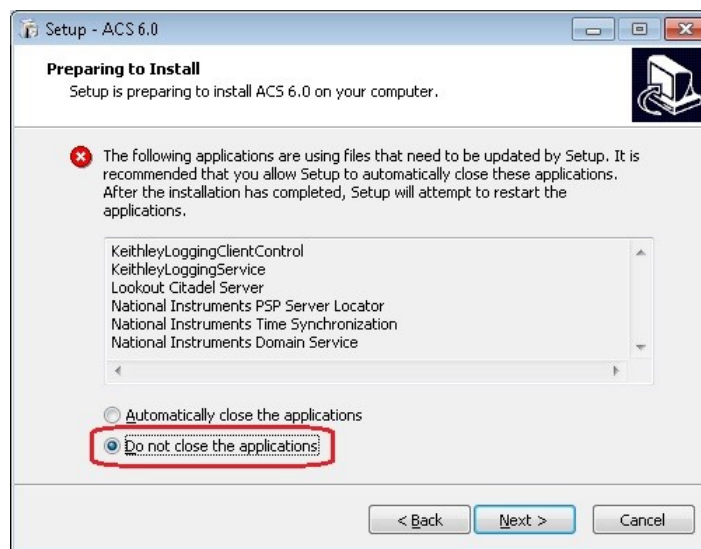 Setup - ACS 6.0
Preparing to Install
Setup is preparing to install ACS 6.0 on your computer.
The following applications are using files that need to be updated by Setup. It is
recommended that you allow Setup to automatically close these applications.
After the installation has completed, Setup will attempt to restart the
applications.
KeithleyLoggingClientControl
KeithleyLoggingService
Lookout Citadel Server
National Instruments PSP Server Locator
National Instruments Time Synchronization
National Instruments Domain Service
Automatically close the applications
Do not close the applications
< Back Next > Cancel